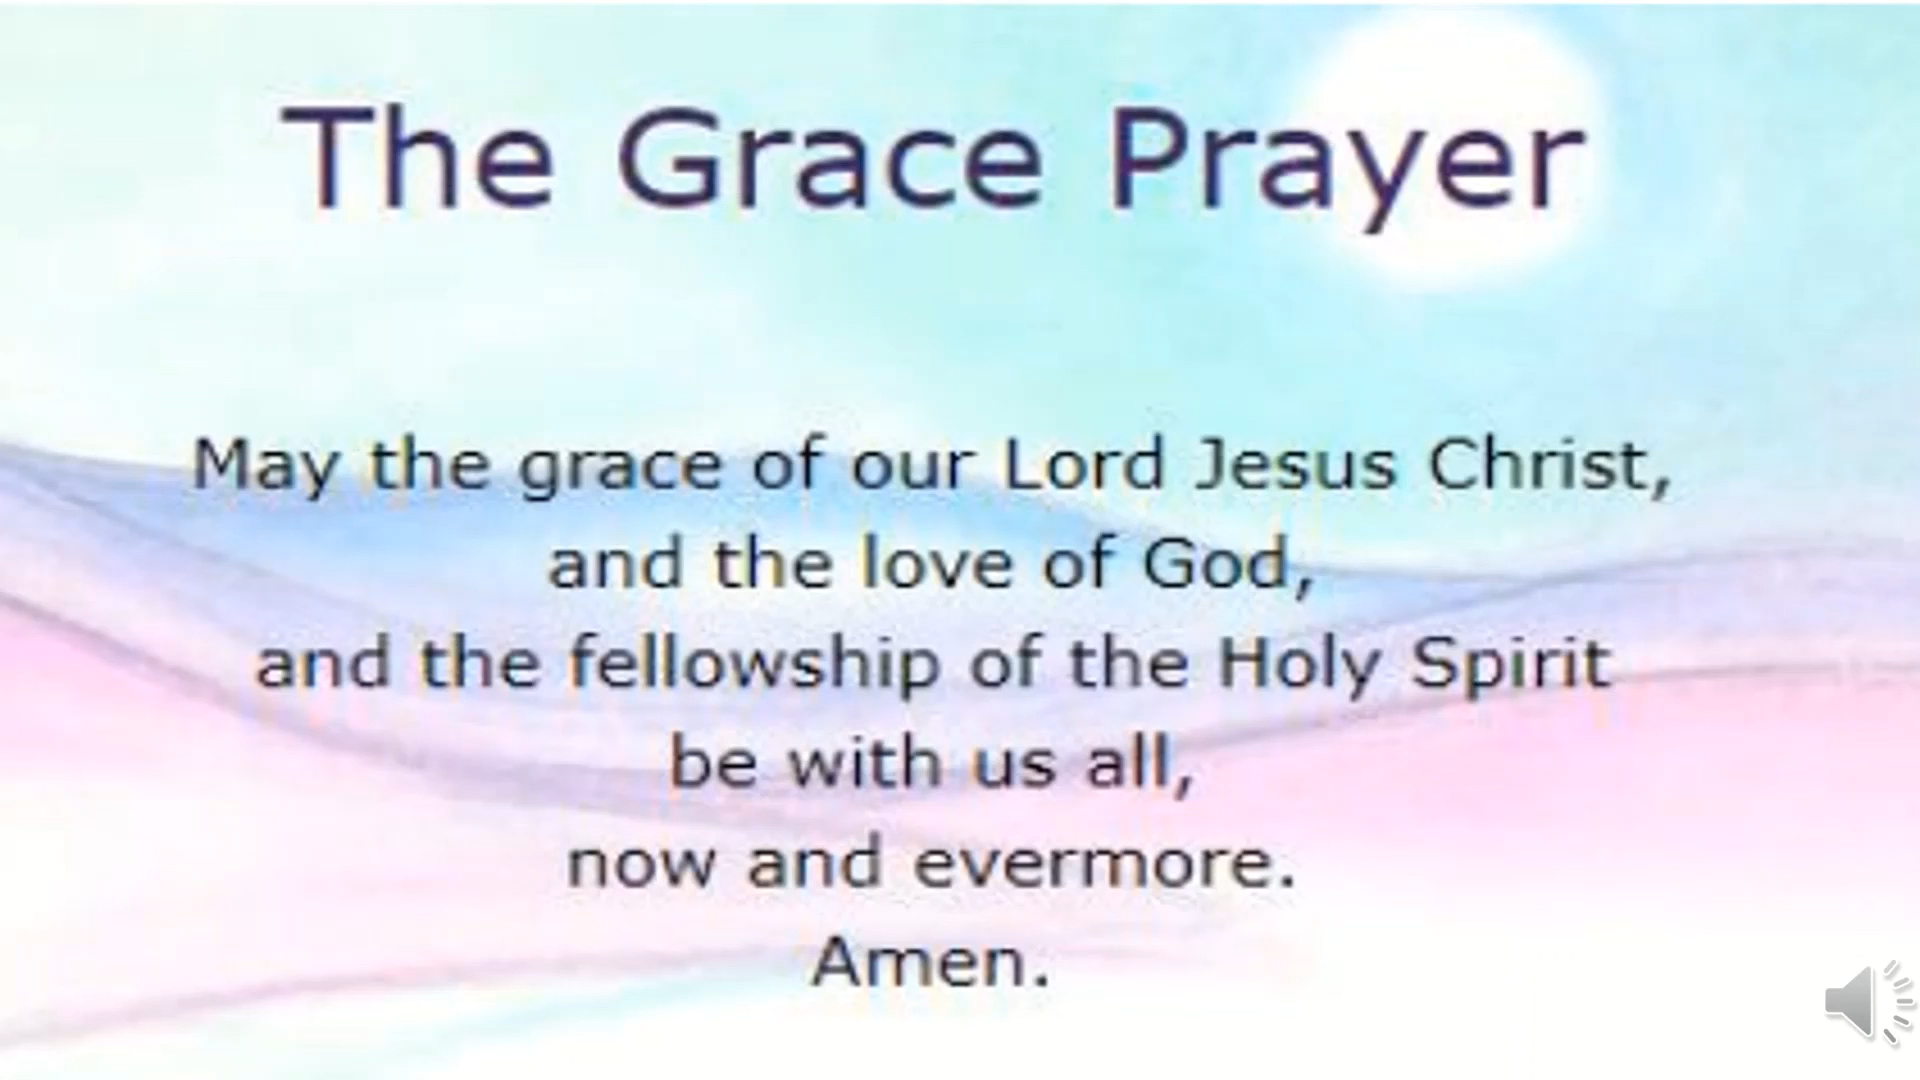 The Grace Prayer
May the grace of our Lord Jesus Christ,
and the love of God,
and the fellowship of the Holy Spirit
be with us all,
now and evermore.
Amen.